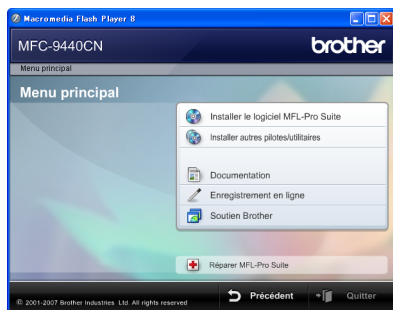 Macromedia Flash Player 8
MFC-9440CN
brother
Menu principal
Menu principal
Installer le logiciel MFL-Pro Suite
Installer autres pilotes/utilitaires
Documentation
Enregistrement en ligne
Soutien Brother
Réparer MFL-Pro Suite
© 2001-2007 Brother Industries Ltd. All rights reserved
Précédent
Quitter